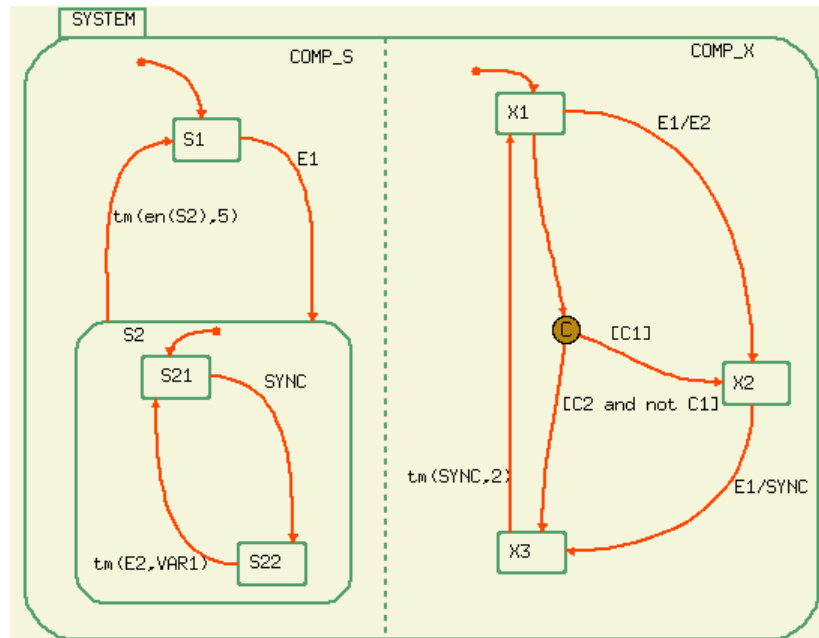 SYSTEM
COMP_S
S1
E1
tm(en(S2),5)
S2
S21
SYNC
tm(E2,VAR1)
S22
COMP_X
X1
E1/E2
C
[C1]
X2
[C2 and not C1]
tm(SYNC,2)
E1/SYNC
X3